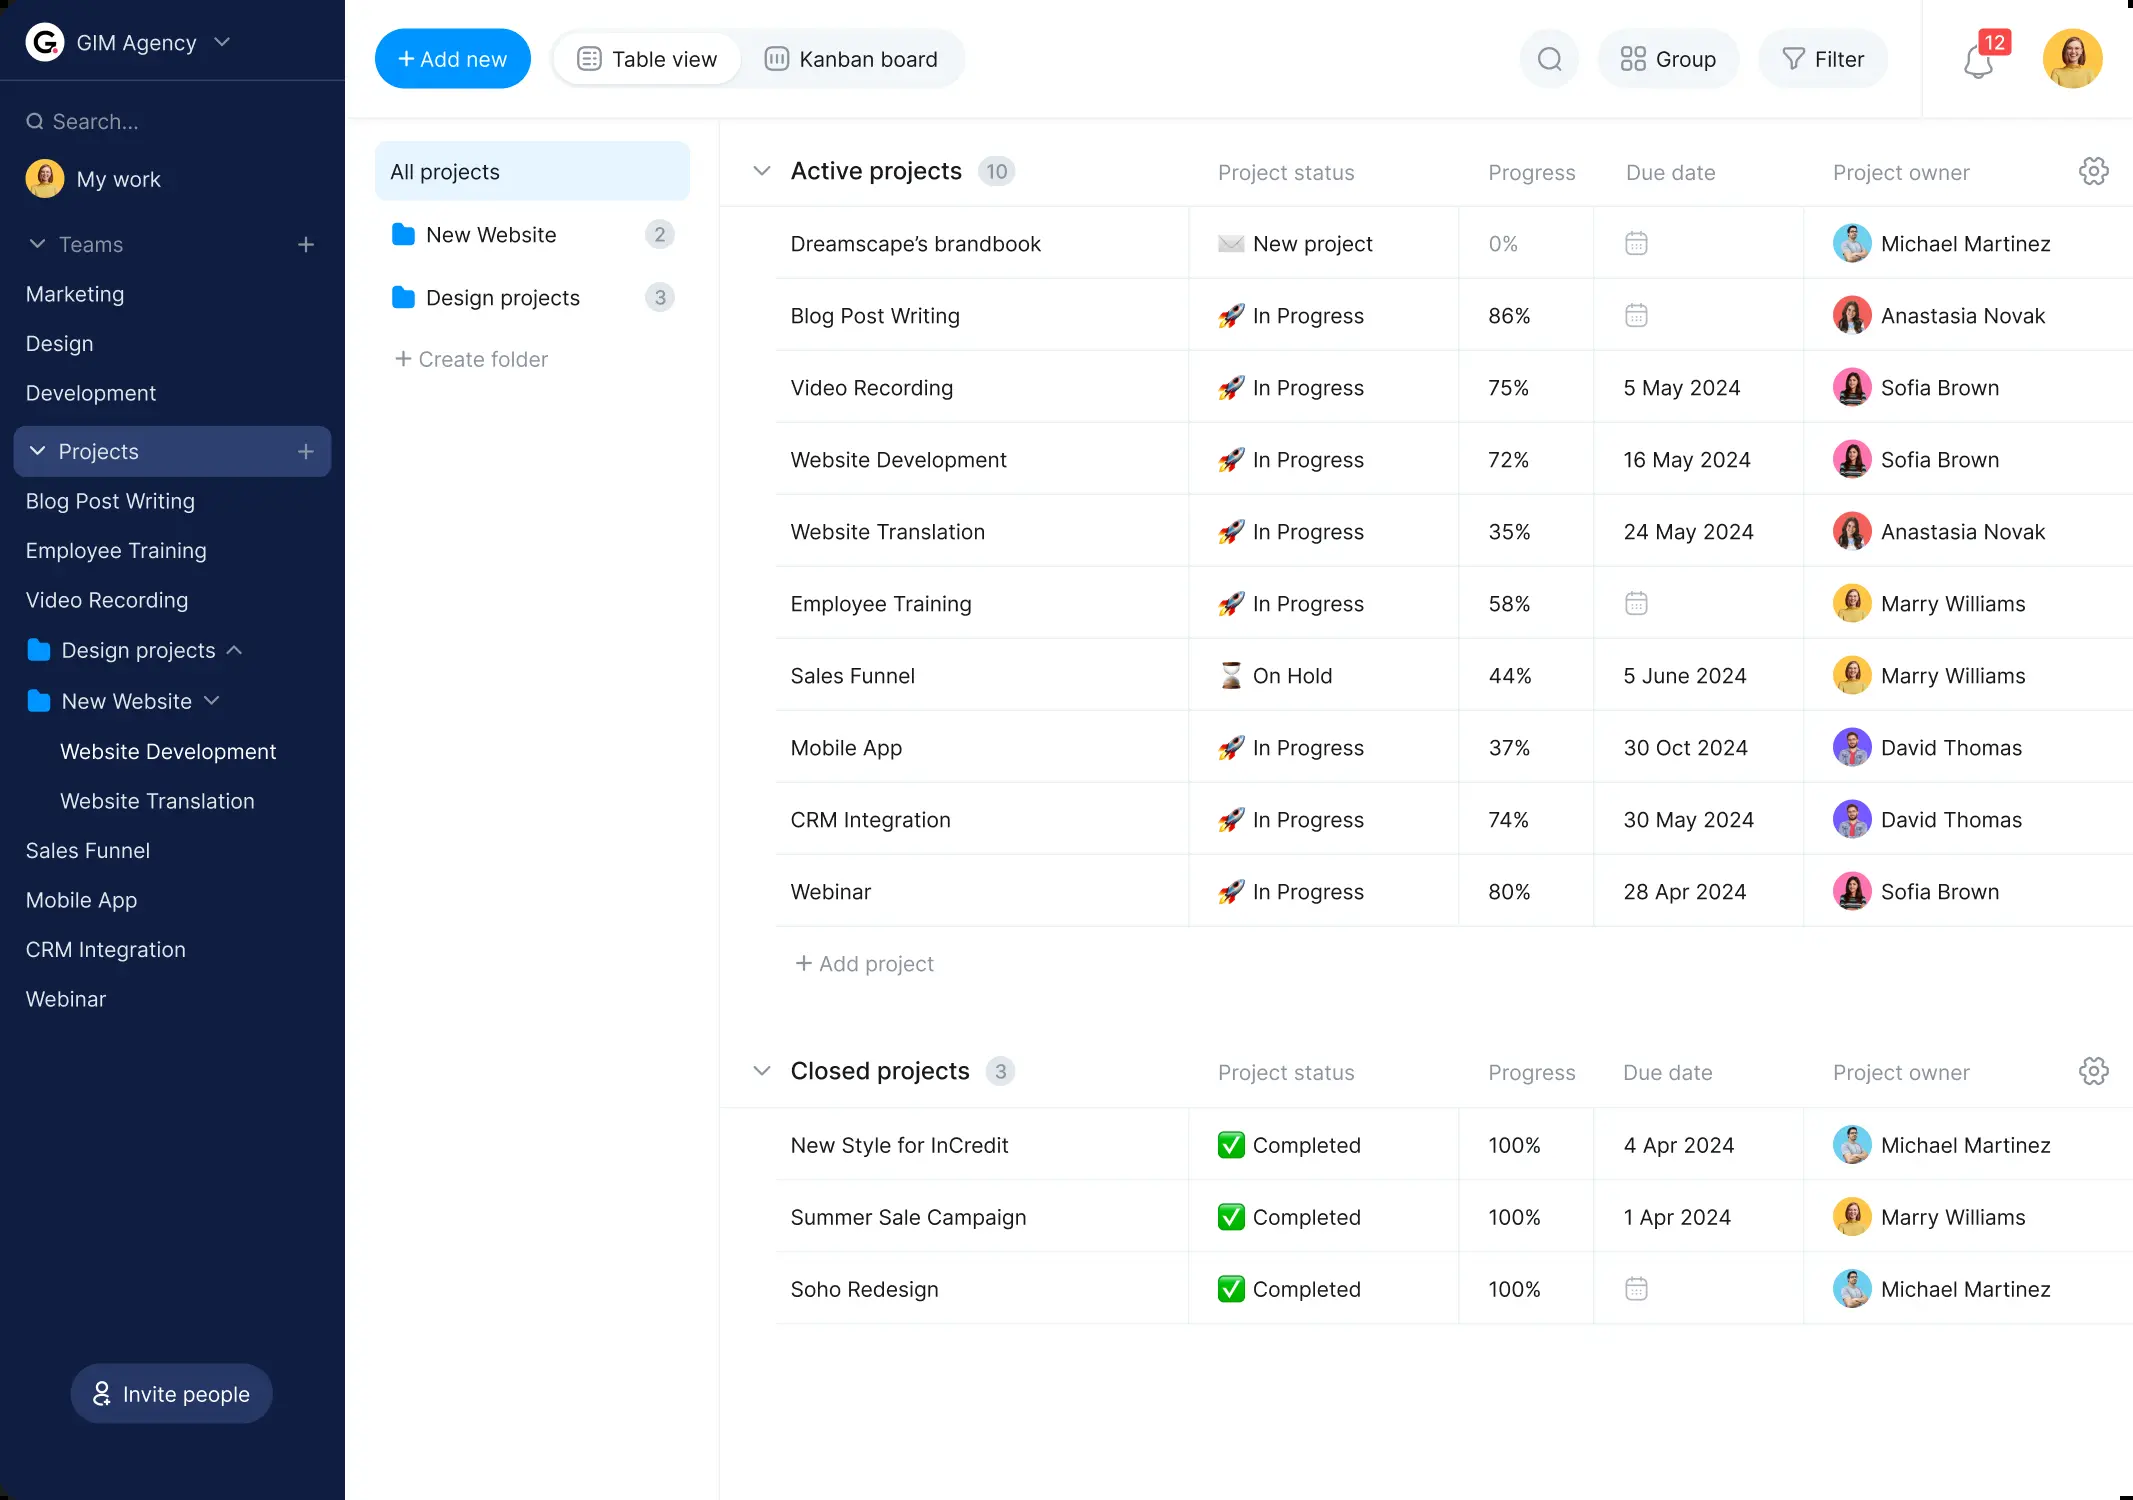 G.
GIM Agency
Search...
My work
Teams
Marketing
Design
Development
Projects
Blog Post Writing
Employee Training
Video Recording
Design projects
New Website
Website Development
Website Translation
Sales Funnel
Mobile App
CRM Integration
Webinar
Invite people
+ Add new
Table view
Kanban board
Group
Filter
12
All projects
New Website 2
Design projects 3
+ Create folder
Active projects 10 Project status Progress Due date Project owner
Dreamscape’s brandbook New project 0% Michael Martinez
Blog Post Writing In Progress 86% Anastasia Novak
Video Recording In Progress 75% 5 May 2024 Sofia Brown
Website Development In Progress 72% 16 May 2024 Sofia Brown
Website Translation In Progress 35% 24 May 2024 Anastasia Novak
Employee Training In Progress 58% Marry Williams
Sales Funnel On Hold 44% 5 June 2024 Marry Williams
Mobile App In Progress 37% 30 Oct 2024 David Thomas
CRM Integration In Progress 74% 30 May 2024 David Thomas
Webinar In Progress 80% 28 Apr 2024 Sofia Brown
+ Add project
Closed projects 3 Project status Progress Due date Project owner
New Style for InCredit Completed 100% 4 Apr 2024 Michael Martinez
Summer Sale Campaign Completed 100% 1 Apr 2024 Marry Williams
Soho Redesign Completed 100% Michael Martinez